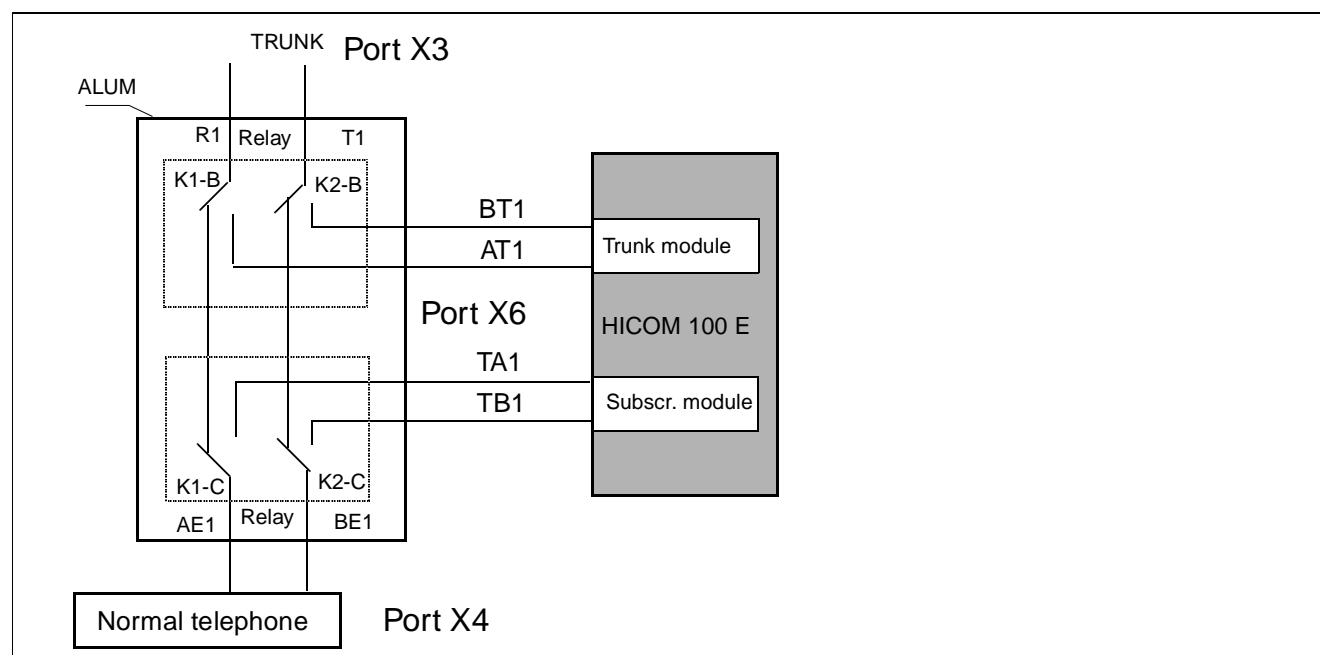 TRUNK
Port X3
ALUM
R1
Relay
T1
K1-B
K2-B
BT1
Trunk module
AT1
Port X6
HICOM 100 E
TA1
TB1
Subscr. module
K1-C
K2-C
AE1
Relay
BE1
Normal telephone
Port X4